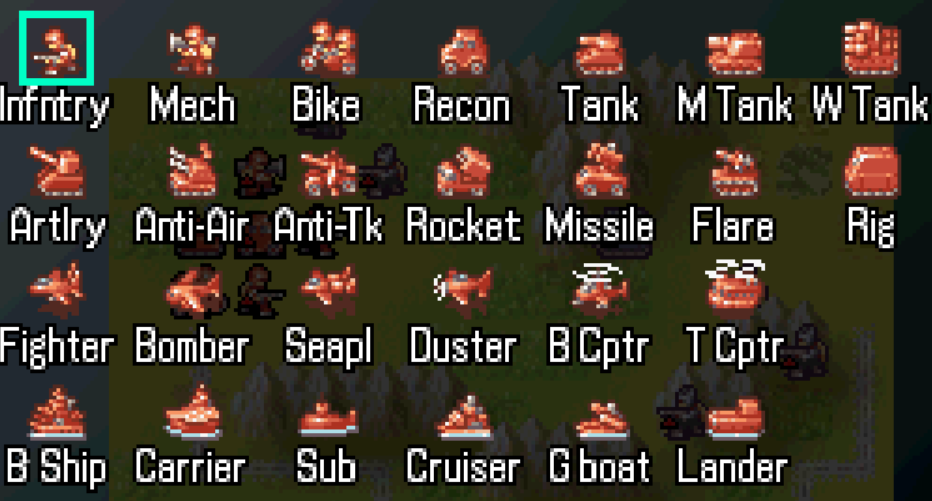 Infntry Mech Bike Recon Tank M Tank W Tank
Artlry Anti-Air Anti-Tk Rocket Missile Flare Rig
Fighter Bomber Seapl Duster B Cptr T Cptr
B Ship Carrier Sub Cruiser G boat Lander